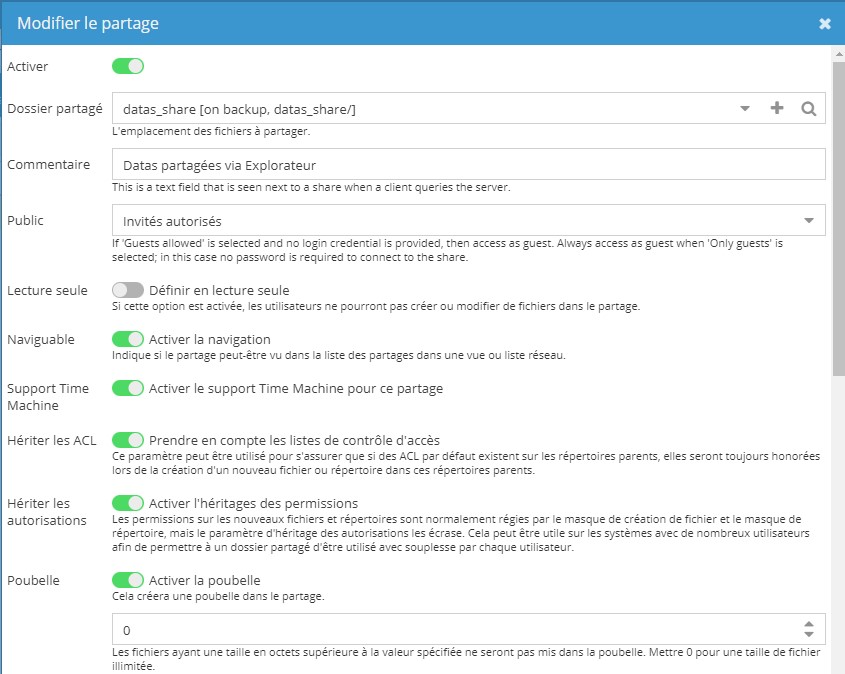 Modifier le partage
Activer
Dossier partagé
datas_share [on backup, datas_share/]
L'emplacement des fichiers à partager.
Commentaire
Datas partagées via Explorateur
This is a text field that is seen next to a share when a client queries the server.
Public
Invités autorisés
If 'Guests allowed' is selected and no login credential is provided, then access as guest. Always access as guest when 'Only guests' is
selected; in this case no password is required to connect to the share.
Lecture seule
Définir en lecture seule
Si cette option est activée, les utilisateurs ne pourront pas créer ou modifier de fichiers dans le partage.
Naviguable
Activer la navigation
Indique si le partage peut-être vu dans la liste des partages dans une vue ou liste réseau.
Support Time
Machine
Activer le support Time Machine pour ce partage
Hériter les ACL
Prendre en compte les listes de contrôle d'accès
Ce paramètre peut être utilisé pour s'assurer que si des ACL par défaut existent sur les répertoires parents, elles seront toujours honorées
lors de la création d'un nouveau fichier ou répertoire dans ces répertoires parents.
Hériter les
autorisations
Activer l'héritages des permissions
Les permissions sur les nouveaux fichiers et répertoires sont normalement régies par le masque de création de fichier et le masque de
répertoire, mais le paramètre d'héritage des autorisations les écrase. Cela peut être utile sur les systèmes avec de nombreux utilisateurs
afin de permettre à un dossier partagé d'être utilisé avec souplesse par chaque utilisateur.
Poubelle
Activer la poubelle
Cela créera une poubelle dans le partage.
0
Les fichiers ayant une taille en octets supérieure à la valeur spécifiée ne seront pas mis dans la poubelle. Mettre 0 pour une taille de fichier
illimitée.